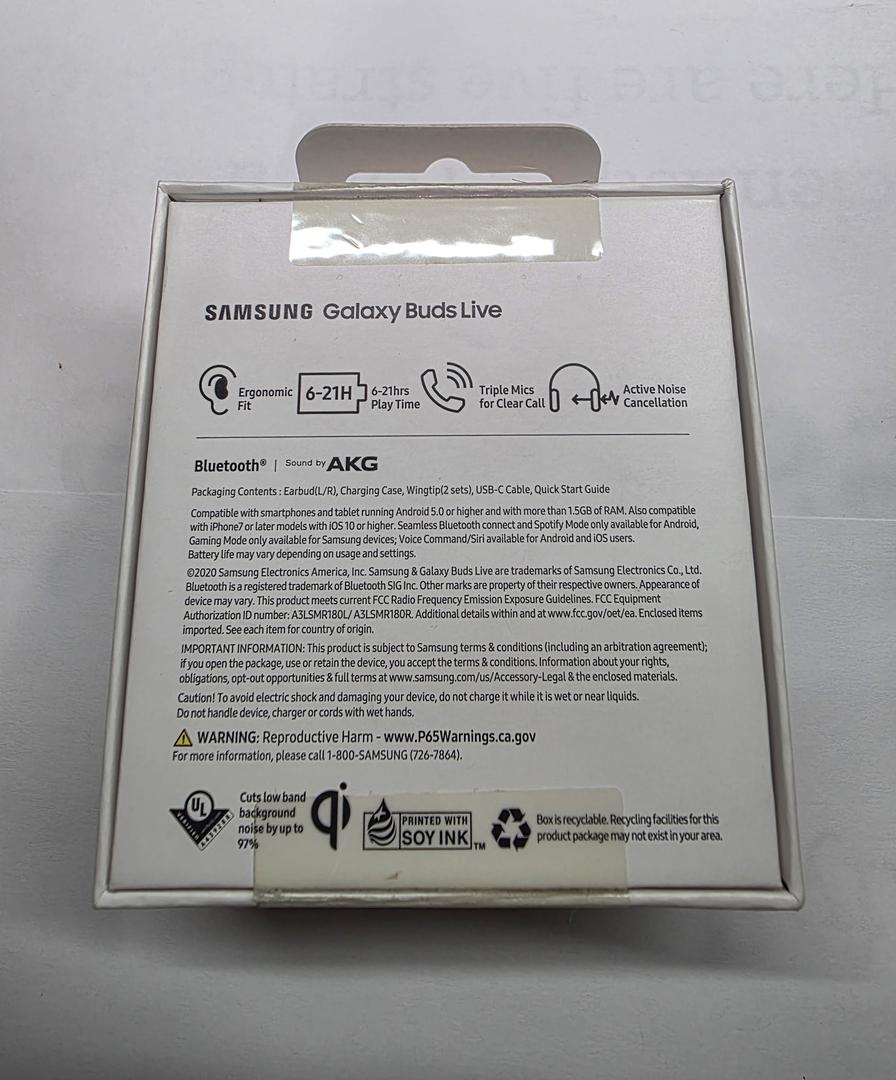 SAMSUNG Galaxy Buds Live
Ergonomic
Fit
6-21H
6-21hrs
Play Time
Triple Mics
for Clear Call
Active Noise
Cancellation
Bluetooth® | Sound by AKG
Packaging Contents : Earbud(L/R), Charging Case, Wingtip(2 sets), USB-C Cable, Quick Start Guide
Compatible with smartphones and tablet running Android 5.0 or higher and with more than 1.5GB of RAM. Also compatible
with iPhone7 or later models with iOS 10 or higher. Seamless Bluetooth connect and Spotify Mode only available for Android,
Gaming Mode only available for Samsung devices; Voice Command/Siri available for Android and iOS users.
Battery life may vary depending on usage and settings.
©2020 Samsung Electronics America, Inc. Samsung & Galaxy Buds Live are trademarks of Samsung Electronics Co., Ltd.
Bluetooth is a registered trademark of Bluetooth SIG Inc. Other marks are property of their respective owners. Appearance of
device may vary. This product meets current FCC Radio Frequency Emission Exposure Guidelines. FCC Equipment
Authorization ID number: A3LSMR180L/ A3LSMR180R. Additional details within and at www.fcc.gov/oet/ea. Enclosed items
imported. See each item for country of origin.
IMPORTANT INFORMATION: This product is subject to Samsung terms & conditions (including an arbitration agreement);
if you open the package, use or retain the device, you accept the terms & conditions. Information about your rights,
obligations, opt-out opportunities & full terms at www.samsung.com/us/Accessory-Legal & the enclosed materials.
Caution! To avoid electric shock and damaging your device, do not charge it while it is wet or near liquids.
Do not handle device, charger or cords with wet hands.
WARNING: Reproductive Harm - www.P65Warnings.ca.gov
For more information, please call 1-800-SAMSUNG (726-7864).
UL
VERIFIED
Cuts low band
background
noise by up to
97%
qi
PRINTED WITH
SOY INK™
Box is recyclable. Recycling facilities for this
product package may not exist in your area.